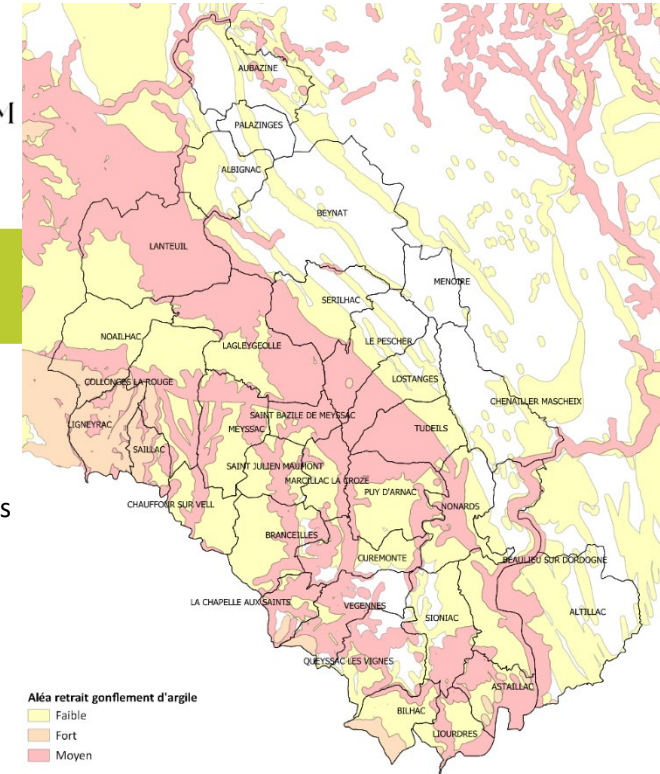 AUBAZINE
M
PALAZINGES
ALBIGNAC
BEYNAT
LANTEUIL
MENOIRE
SERILHAC
NOAILHAC
LAGLEYGEOLLE
LE PESCHER
COLLONGES LA ROUGE
LOSTANGES
CHENAILLER MASCHEIX
LIGNEYRAC
SAINT BAZILE DE MEYSSAC
MEYSSAC
TUDEILS
SAILLAC
SAINT JULIEN MAUMONT
MARCILLAC LA CROZE
PUY D'ARNAC
CHAUFFOUR SUR VELL
NONARDS
s
BRANCEILLES
CUREMONTE
BEAULIEU SUR DORDOGNE
LA CHAPELLE AUX SAINTS
VEGENNES
SIONIAC
ALTILLAC
QUEYSSAC LES VIGNES
ASTAILLAC
BILHAC
LIOURDRES
Aléa retrait gonflement d'argile
Faible
Fort
Moyen